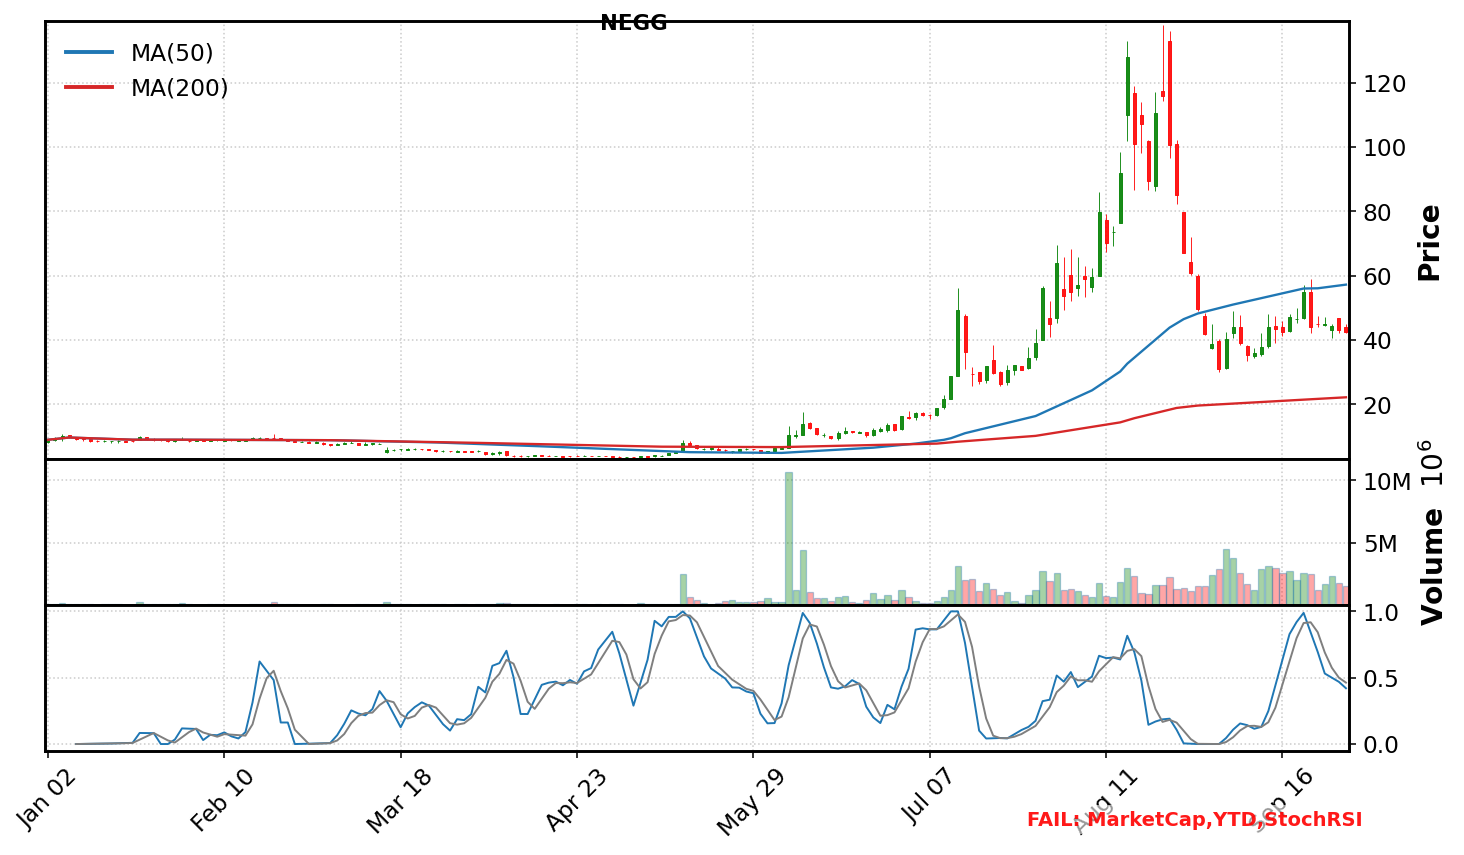 NEGG
MA(50)
MA(200)
120
100
80
60
40
20
Price
10M
5M
Volume 10^6
1.0
0.5
0.0
Jan 02
Feb 10
Mar 18
Apr 23
May 29
Jul 07
Aug 11
Sep 16
FAIL: MarketCap,YTD,StochRSI